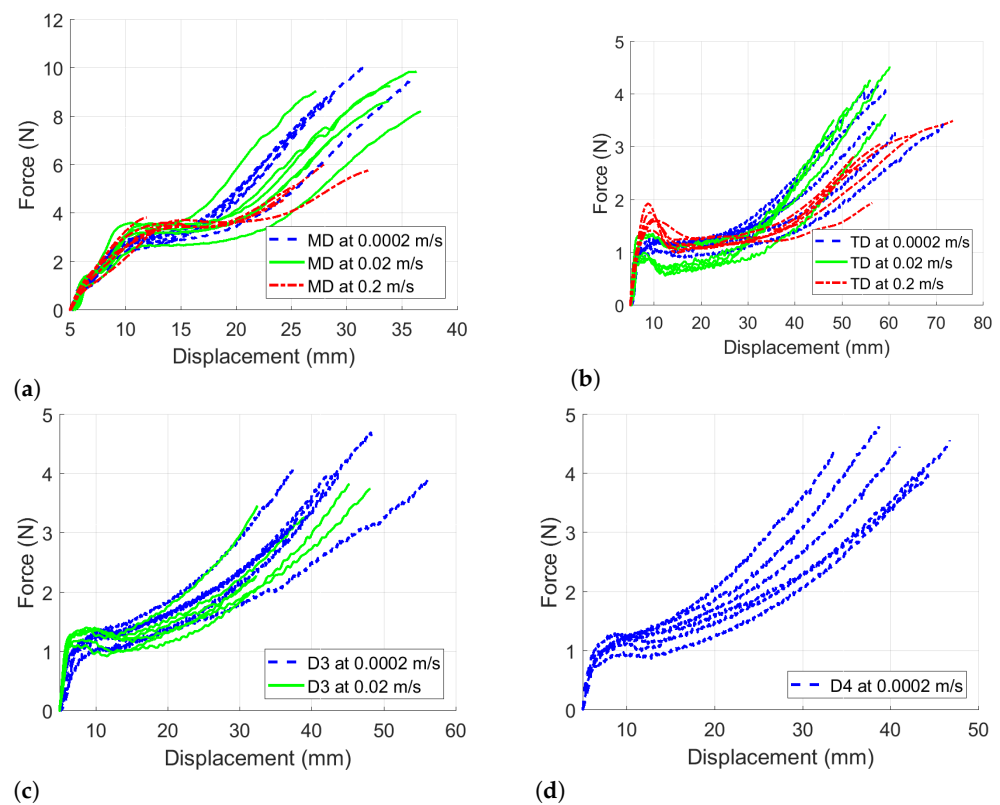 12
10
8
6
4
2
0
Force (N)
5 10 15 20 25 30 35 40
Displacement (mm)
MD at 0.0002 m/s
MD at 0.02 m/s
MD at 0.2 m/s
(a)
5
4
3
2
1
0
Force (N)
10 20 30 40 50 60 70 80
Displacement (mm)
TD at 0.0002 m/s
TD at 0.02 m/s
TD at 0.2 m/s
(b)
5
4
3
2
1
0
Force (N)
10 20 30 40 50 60
Displacement (mm)
D3 at 0.0002 m/s
D3 at 0.02 m/s
(c)
5
4
3
2
1
0
Force (N)
10 20 30 40 50
Displacement (mm)
D4 at 0.0002 m/s
(d)